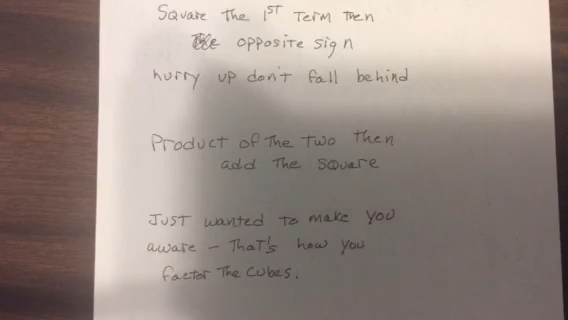 Square the 1ST Term then
the opposite sign
hurry up don't fall behind
Product of The Two then
add The square
Just wanted to make you
aware - That's how you
factor The Cubes.